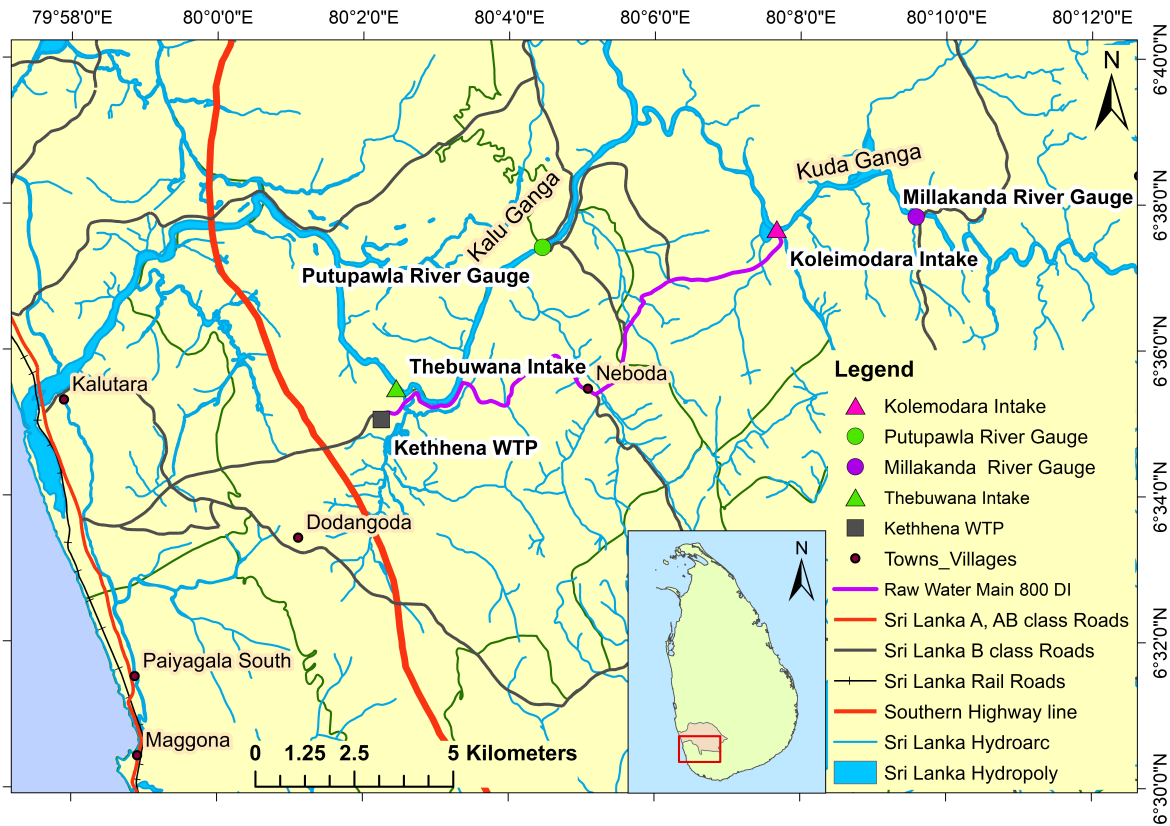 79°58'0"E
80°0'0"E
80°2'0"E
80°4'0"E
80°6'0"E
80°8'0"E
80°10'0"E
80°12'0"E
6°4'0"N
6°38'0"N
6°36'0"N
6°34'0"N
6°32'0"N
6°30'0"N
N
Kuda Ganga
Millakanda River Gauge
Kalu Ganga
Koleimodara Intake
Putupawla River Gauge
Thebuwana Intake
Neboda
Kalutara
Kethhena WTP
Dodangoda
Paiyagala South
Maggona
0 1.25 2.5 5 Kilometers
N
Legend
Kolemodara Intake
Putupawla River Gauge
Millakanda River Gauge
Thebuwana Intake
Kethhena WTP
Towns_Villages
Raw Water Main 800 DI
Sri Lanka A, AB class Roads
Sri Lanka B class Roads
Sri Lanka Rail Roads
Southern Highway line
Sri Lanka Hydroarc
Sri Lanka Hydropoly